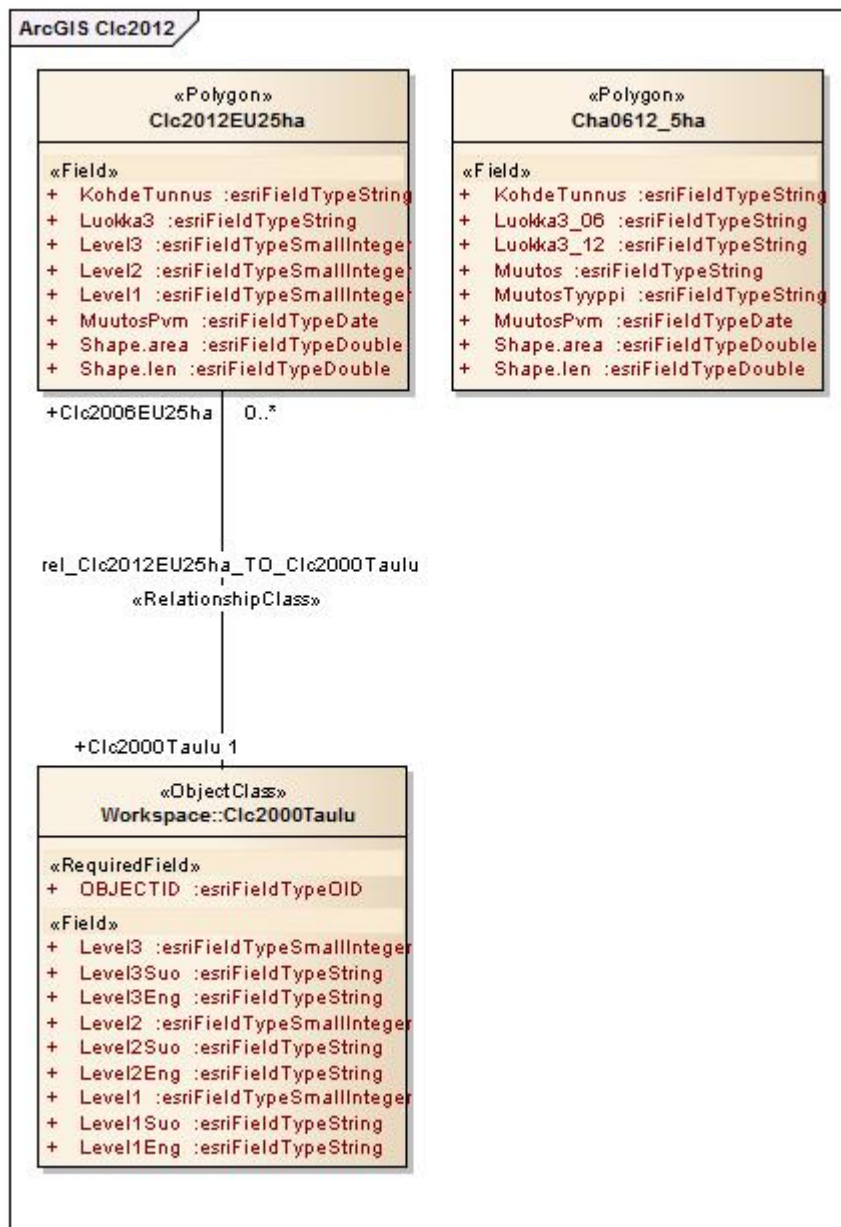 ArcGIS Clc2012
«Polygon»
Clc2012EU25ha
«Field»
+ KohdeTunnus :esriFieldTypeString
+ Luokka3 :esriFieldTypeString
+ Level3 :esriFieldTypeSmallInteger
+ Level2 :esriFieldTypeSmallInteger
+ Level1 :esriFieldTypeSmallInteger
+ MuutosPvm :esriFieldTypeDate
+ Shape.area :esriFieldTypeDouble
+ Shape.len :esriFieldTypeDouble
«Polygon»
Cha0612_5ha
«Field»
+ KohdeTunnus :esriFieldTypeString
+ Luokka3_06 :esriFieldTypeString
+ Luokka3_12 :esriFieldTypeString
+ Muutos :esriFieldTypeString
+ MuutosTyyppi :esriFieldTypeString
+ MuutosPvm :esriFieldTypeDate
+ Shape.area :esriFieldTypeDouble
+ Shape.len :esriFieldTypeDouble
+Clc2006EU25ha 0..*
rel_Clc2012EU25ha_TO_Clc2000Taulu
«RelationshipClass»
+Clc2000Taulu 1
«ObjectClass»
Workspace::Clc2000Taulu
«RequiredField»
+ OBJECTID :esriFieldTypeOID
«Field»
+ Level3 :esriFieldTypeSmallInteger
+ Level3Suo :esriFieldTypeString
+ Level3Eng :esriFieldTypeString
+ Level2 :esriFieldTypeSmallInteger
+ Level2Suo :esriFieldTypeString
+ Level2Eng :esriFieldTypeString
+ Level1 :esriFieldTypeSmallInteger
+ Level1Suo :esriFieldTypeString
+ Level1Eng :esriFieldTypeString